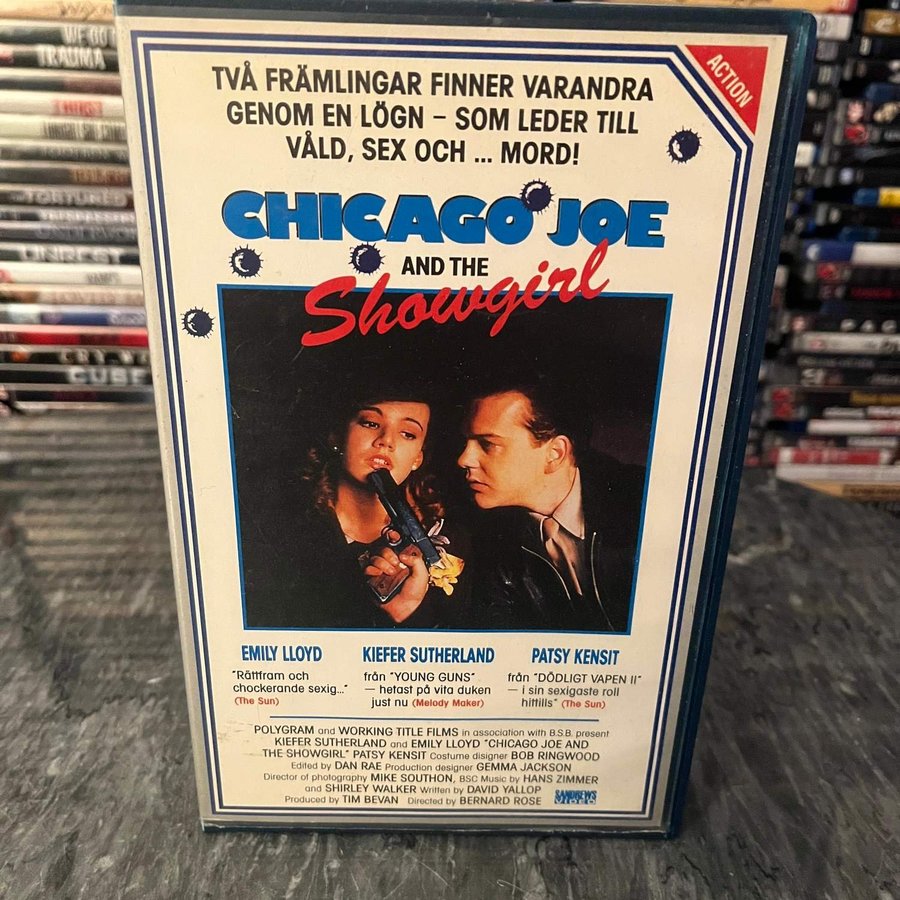 ACTION
TVÅ FRÄMLINGAR FINNER VARANDRA
GENOM EN LÖGN – SOM LEDER TILL
VÅLD, SEX OCH ... MORD!
CHICAGO JOE
AND THE
Showgirl
EMILY LLOYD
"Rättfram och
chockerande sexig..."
(The Sun)
KIEFER SUTHERLAND
från "YOUNG GUNS"
– hetast på vita duken
just nu (Melody Maker)
PATSY KENSIT
från "DÖDLIGT VAPEN II"
– i sin sexigaste roll
hittills" (The Sun)
POLYGRAM and WORKING TITLE FILMS in association with B.S.B. present
KIEFER SUTHERLAND and EMILY LLOYD "CHICAGO JOE AND
THE SHOWGIRL" PATSY KENSIT Costume disigner BOB RINGWOOD
Edited by DAN RAE Production designer GEMMA JACKSON
Director of photography MIKE SOUTHON, BSC Music by HANS ZIMMER
and SHIRLEY WALKER Written by DAVID YALLOP
Produced by TIM BEVAN Directed by BERNARD ROSE
SANDREWS
VIDEO
TRAUMA
CUBE